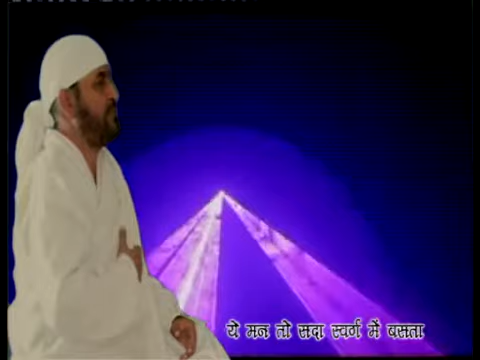 ये मन तो सदा स्वर्ग में बसता